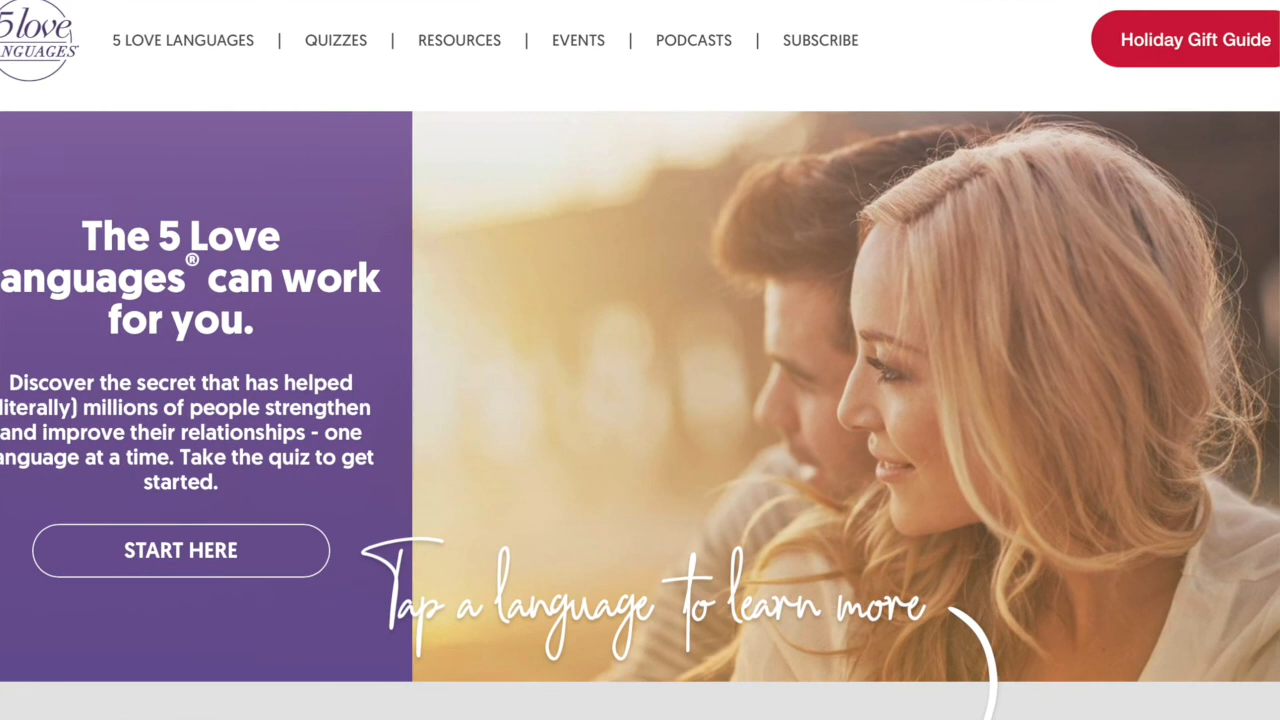 5 love
NGUAGES®
5 LOVE LANGUAGES | QUIZZES | RESOURCES | EVENTS | PODCASTS | SUBSCRIBE
Holiday Gift Guide
The 5 Love
anguages® can work
for you.
Discover the secret that has helped
literally) millions of people strengthen
and improve their relationships - one
anguage at a time. Take the quiz to get
started.
START HERE
Tap a language to learn more